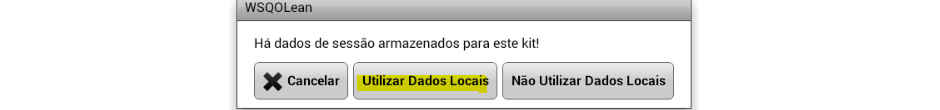 WSQOLean
Há dados de sessão armazenados para este kit!
Cancelar Utilizar Dados Locais Não Utilizar Dados Locais